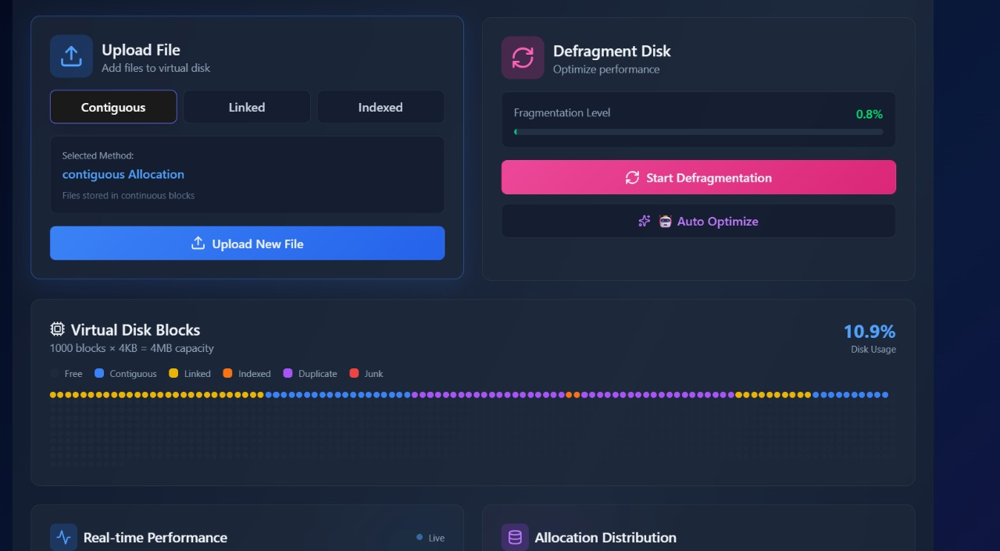 Upload File
Add files to virtual disk
Contiguous Linked Indexed
Selected Method:
contiguous Allocation
Files stored in continuous blocks
Upload New File
Defragment Disk
Optimize performance
Fragmentation Level 0.8%
Start Defragmentation
Auto Optimize
Virtual Disk Blocks
1000 blocks × 4KB = 4MB capacity
10.9%
Disk Usage
Free Contiguous Linked Indexed Duplicate Junk
Real-time Performance Live
Allocation Distribution